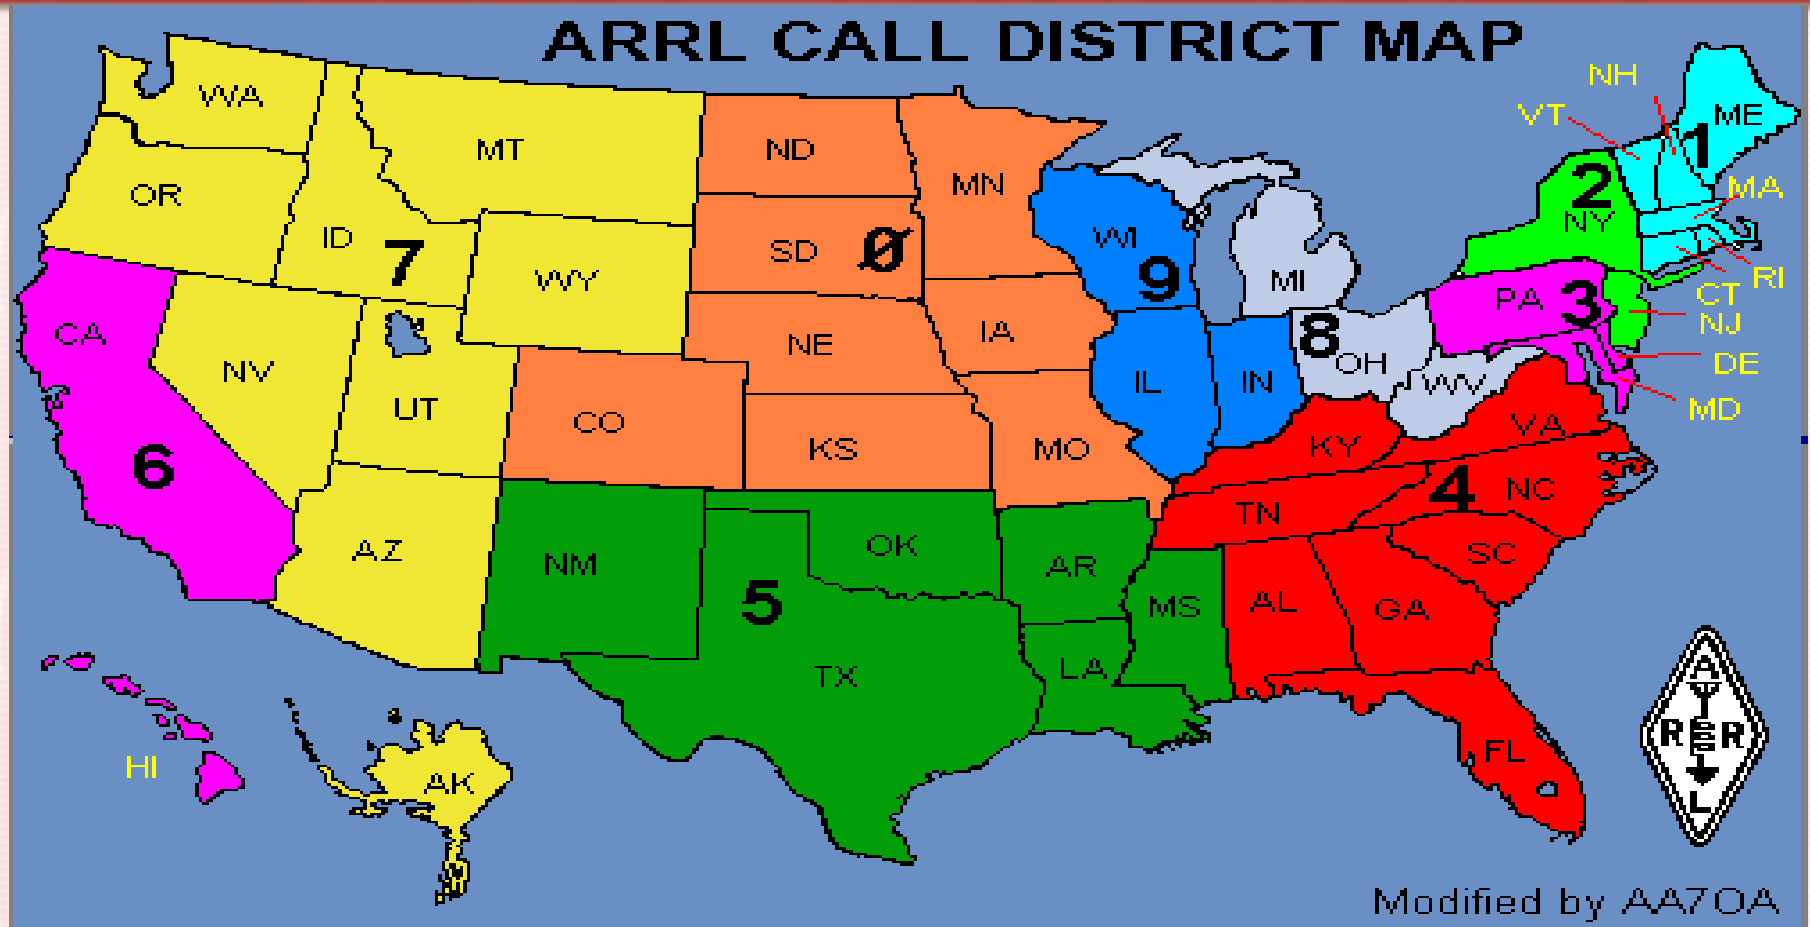 ARRL CALL DISTRICT MAP
NH
WA
VT
ME
1
MT
ND
MN
2
MA
OR
NY
ID
7
SD
Ø
WI
9
WY
MI
RI
CT
PA
3
NJ
CA
IA
8
NE
OH
DE
NV
IL
IN
WV
MD
UT
CO
KS
MO
KY
VA
6
4
NC
TN
AZ
NM
OK
AR
SC
5
MS
AL
GA
TX
LA
HI
AK
FL
A
R R
L
Modified by AA7OA